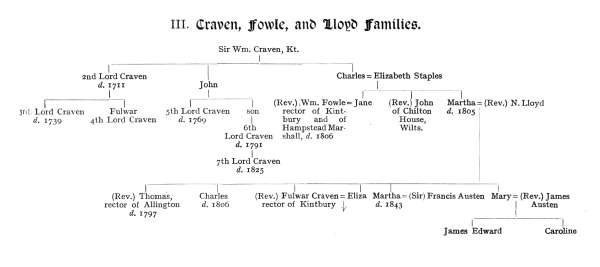 III. Craven, Fowle, and Lloyd Families.
Sir Wm. Craven, Kt.
2nd Lord Craven
d. 1711
John
Charles = Elizabeth Staples
3rd Lord Craven
d. 1739
Fulwar
4th Lord Craven
5th Lord Craven
d. 1769
son
6th
Lord Craven
d. 1791
7th Lord Craven
d. 1825
(Rev.) Wm. Fowle = Jane
rector of Kint-
bury and of
Hampstead Mar-
shall, d. 1806
(Rev.) John
of Chilton
House,
Wilts.
Martha = (Rev.) N. Lloyd
d. 1805
(Rev.) Thomas,
rector of Allington
d. 1797
Charles
d. 1806
(Rev.) Fulwar Craven = Eliza
rector of Kintbury
Martha = (Sir) Francis Austen
d. 1843
Mary = (Rev.) James
Austen
James Edward
Caroline